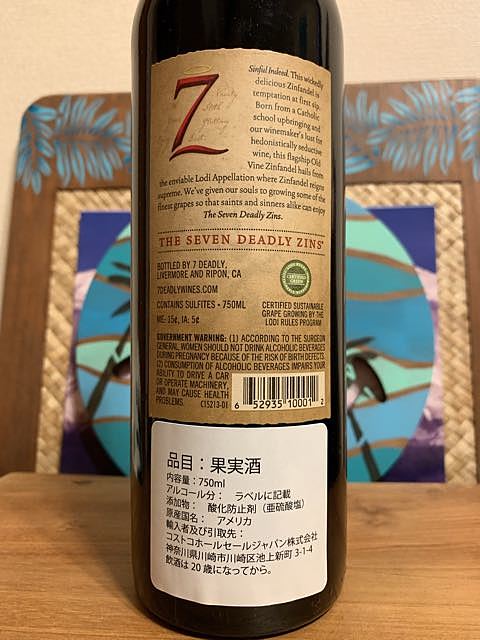 Sinful Indeed. This wickedly
delicious Zinfandel is
temptation at first sip.
Born from a Catholic
school upbringing and
our winemaker's lust for
hedonistically seductive
wine, this flagship Old
Vine Zinfandel hails from
the enviable Lodi Appellation where Zinfandel reigns
supreme. We've given our souls to growing some of the
finest grapes so that saints and sinners alike can enjoy
The Seven Deadly Zins.
7
THE SEVEN DEADLY ZINS®
BOTTLED BY 7 DEADLY,
LIVERMORE AND RIPON, CA
7DEADLYWINES.COM
CONTAINS SULFITES • 750ML
ME: 15¢, IA: 5¢
CERTIFIED GREEN
CERTIFIED SUSTAINABLE
GRAPE GROWING BY THE
LODI RULES PROGRAM
GOVERNMENT WARNING: (1) ACCORDING TO THE SURGEON
GENERAL, WOMEN SHOULD NOT DRINK ALCOHOLIC BEVERAGES
DURING PREGNANCY BECAUSE OF THE RISK OF BIRTH DEFECTS.
(2) CONSUMPTION OF ALCOHOLIC BEVERAGES IMPAIRS YOUR
ABILITY TO DRIVE A CAR
OR OPERATE MACHINERY,
AND MAY CAUSE HEALTH
PROBLEMS.
C15213-01
6 52935 10001 2
品目：果実酒
内容量：750ml
アルコール分： ラベルに記載
添加物： 酸化防止剤（亜硫酸塩）
原産国名： アメリカ
輸入者及び引取先：
コストコホールセールジャパン株式会社
神奈川県川崎市川崎区池上新町 3-1-4
飲酒は 20 歳になってから。